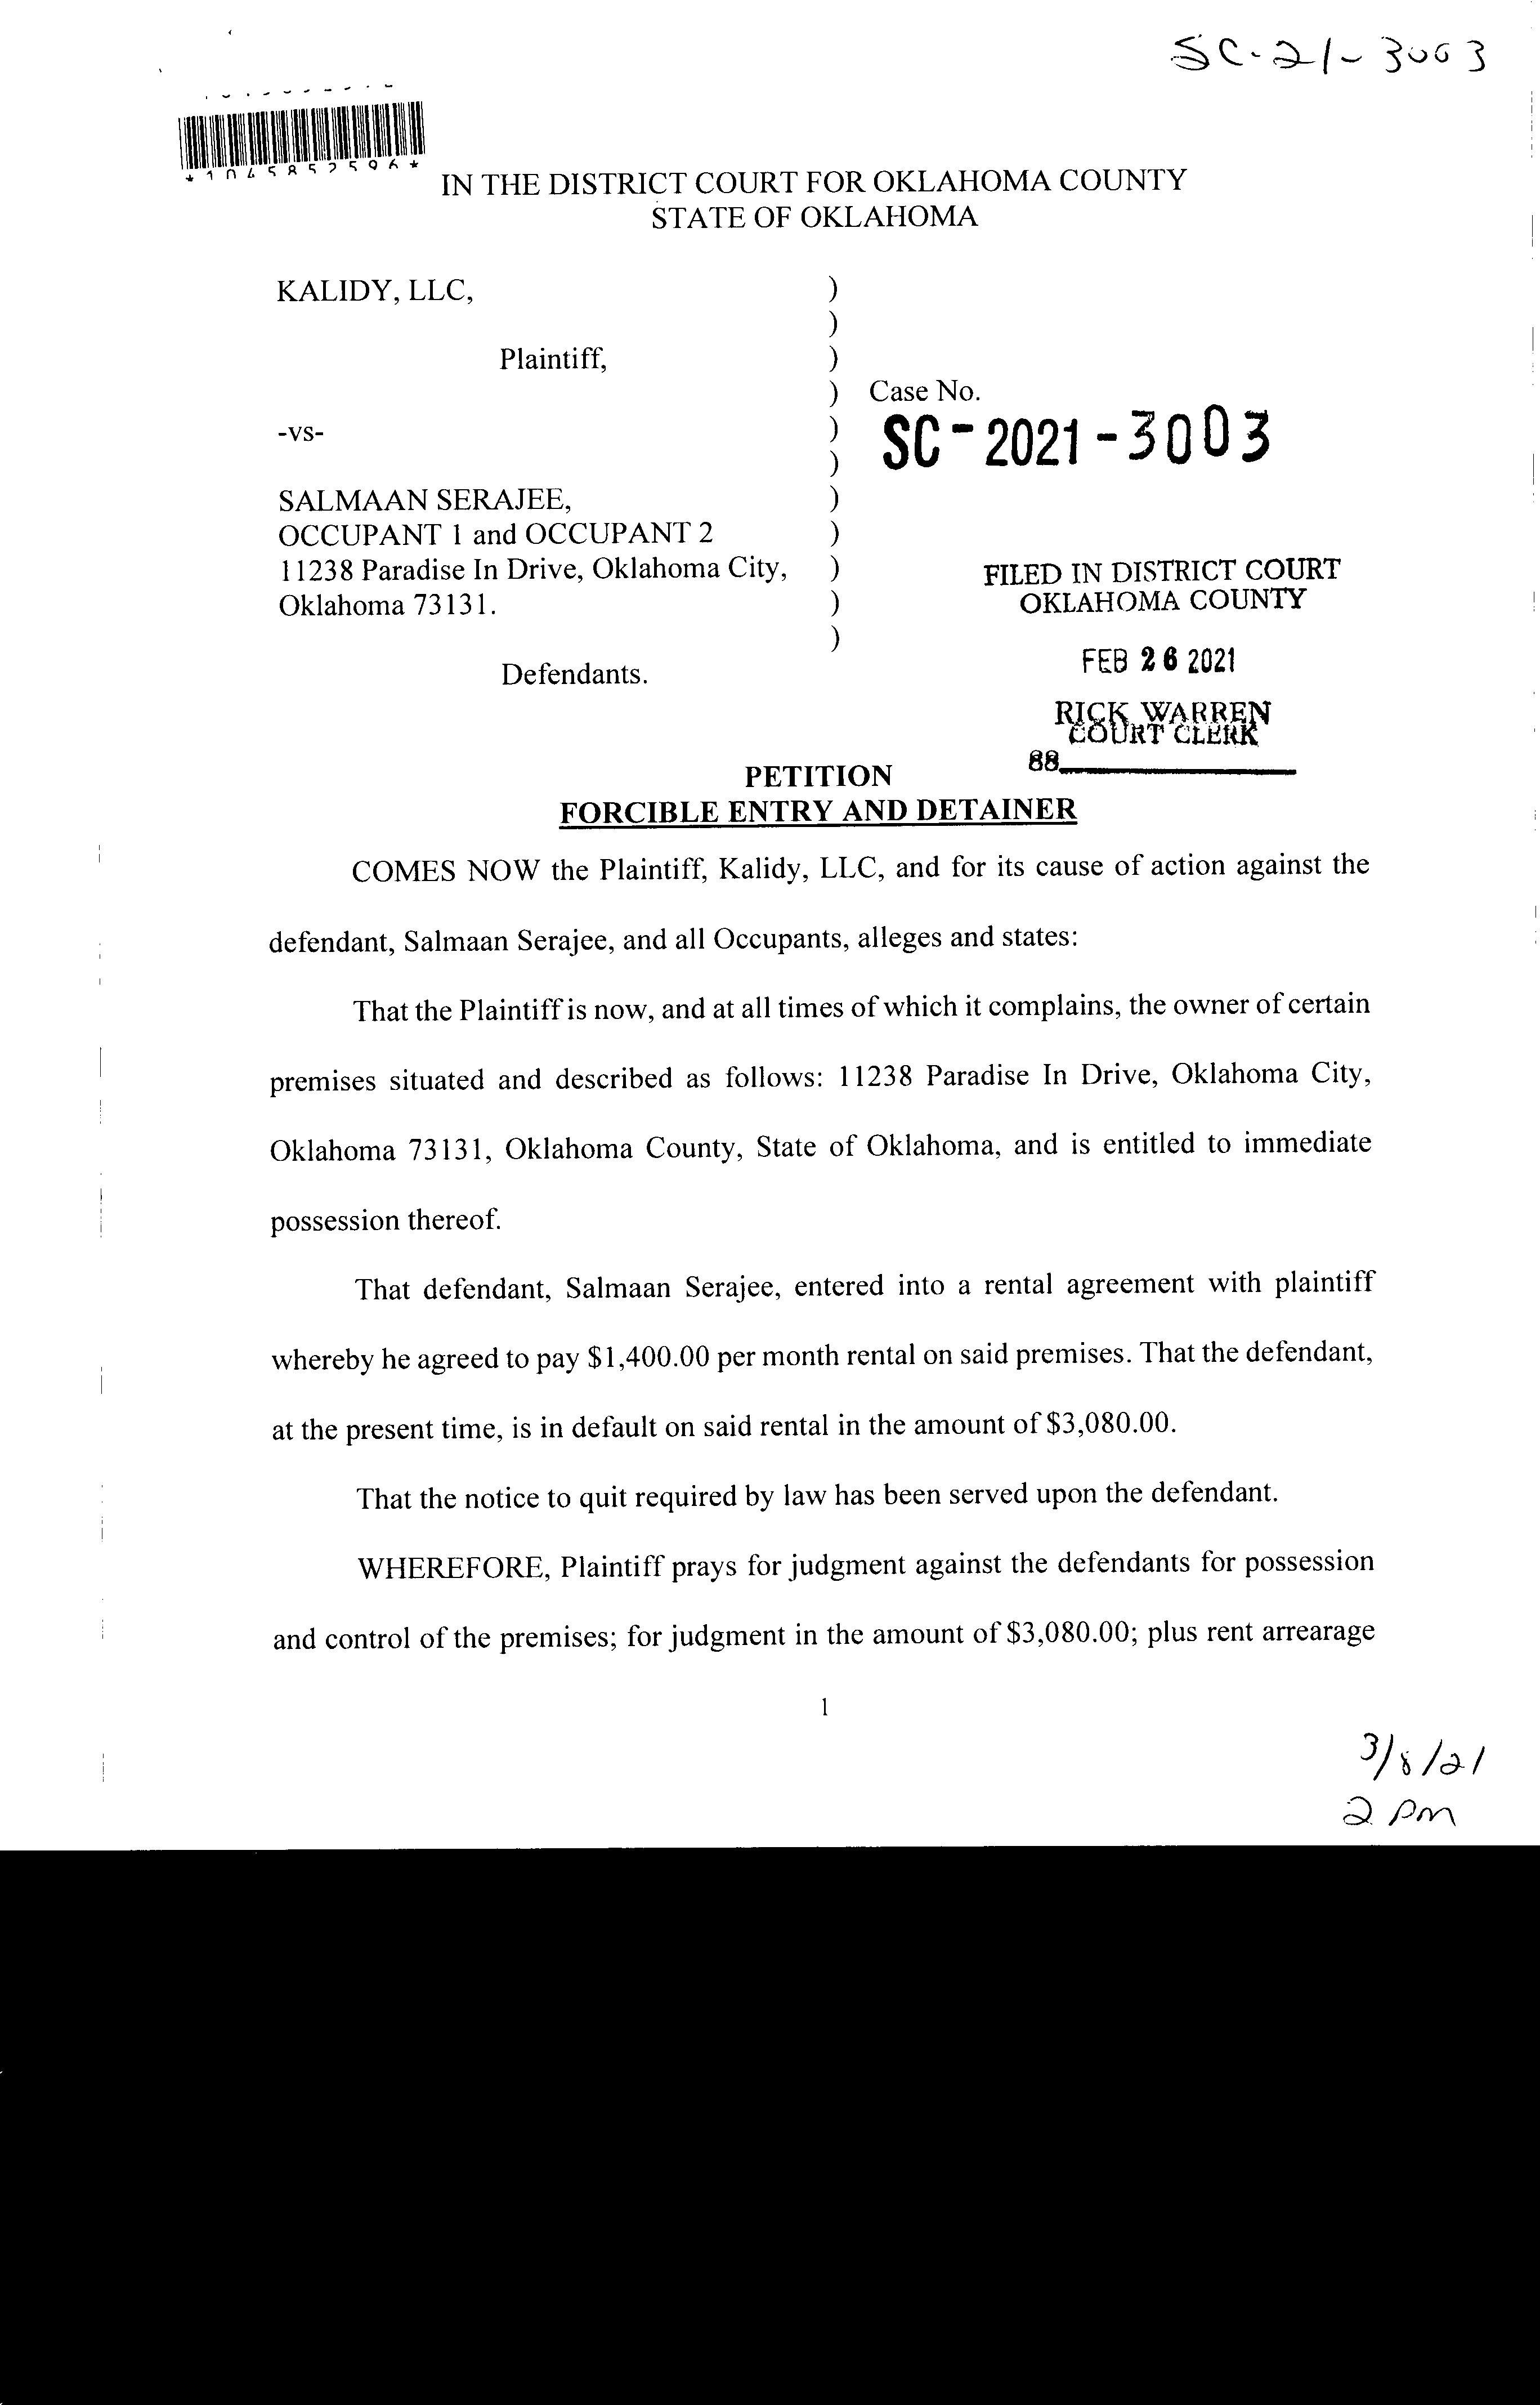 SC-21-3003
*1045852596*
IN THE DISTRICT COURT FOR OKLAHOMA COUNTY
STATE OF OKLAHOMA
KALIDY, LLC, )
)
Plaintiff, )
) Case No.
-vs- ) SC-2021-3003
)
SALMAAN SERAJEE, )
OCCUPANT 1 and OCCUPANT 2 )
11238 Paradise In Drive, Oklahoma City, ) FILED IN DISTRICT COURT
Oklahoma 73131. ) OKLAHOMA COUNTY
)
Defendants. FEB 26 2021
RICK WARREN
COURT CLERK
88
PETITION
FORCIBLE ENTRY AND DETAINER
COMES NOW the Plaintiff, Kalidy, LLC, and for its cause of action against the
defendant, Salmaan Serajee, and all Occupants, alleges and states:
That the Plaintiff is now, and at all times of which it complains, the owner of certain
premises situated and described as follows: 11238 Paradise In Drive, Oklahoma City,
Oklahoma 73131, Oklahoma County, State of Oklahoma, and is entitled to immediate
possession thereof.
That defendant, Salmaan Serajee, entered into a rental agreement with plaintiff
whereby he agreed to pay $1,400.00 per month rental on said premises. That the defendant,
at the present time, is in default on said rental in the amount of $3,080.00.
That the notice to quit required by law has been served upon the defendant.
WHEREFORE, Plaintiff prays for judgment against the defendants for possession
and control of the premises; for judgment in the amount of $3,080.00; plus rent arrearage
1
3/8/21
2 pm